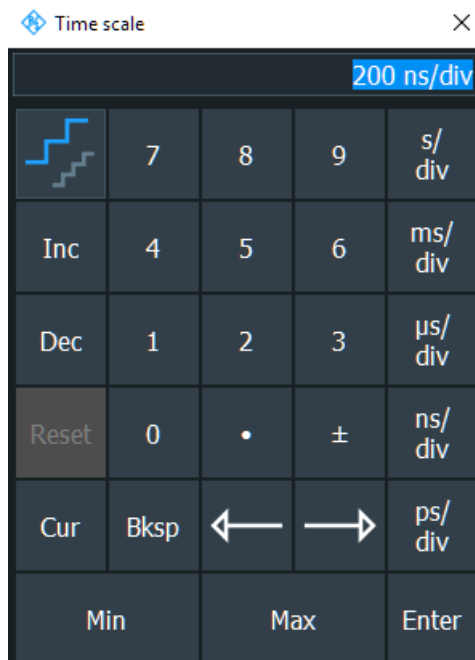 Time scale
200 ns/div
7 8 9 s/
div
Inc 4 5 6 ms/
div
Dec 1 2 3 µs/
div
Reset 0 • ± ns/
div
Cur Bksp ps/
div
Min Max Enter